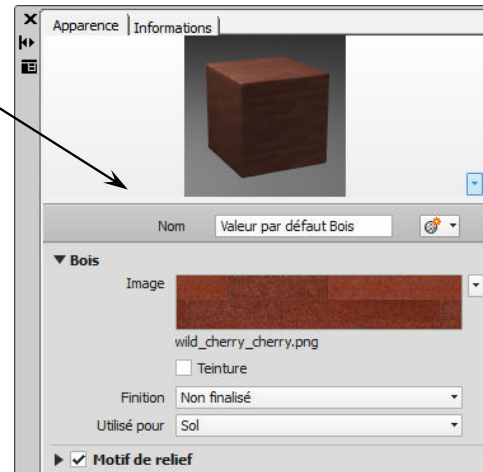 Apparence Informations
Nom Valeur par défaut Bois
Bois
Image
wild_cherry_cherry.png
Teinture
Finition Non finalisé
Utilisé pour Sol
Motif de relief